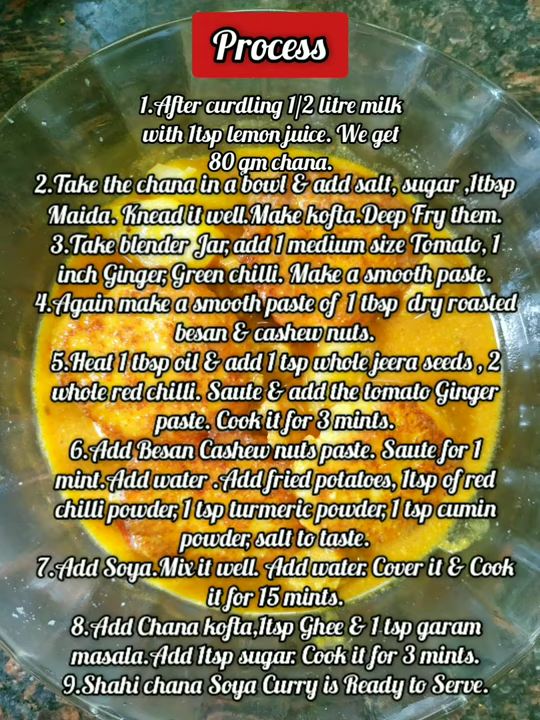 Process
1.After curdling 1/2 litre milk
with 1tsp lemon juice. We get
80 gm chana.
2.Take the chana in a bowl & add salt, sugar ,1tbsp
Maida. Knead it well.Make kofta.Deep Fry them.
3.Take blender Jar, add 1 medium size Tomato, 1
inch Ginger, Green chilli. Make a smooth paste.
4.Again make a smooth paste of 1 tbsp dry roasted
besan & cashew nuts.
5.Heat 1 tbsp oil & add 1 tsp whole jeera seeds , 2
whole red chilli. Saute & add the tomato Ginger
paste. Cook it for 3 mints.
6.Add Besan Cashew nuts paste. Saute for 1
mint.Add water .Add fried potatoes, 1tsp of red
chilli powder, 1 tsp turmeric powder, 1 tsp cumin
powder, salt to taste.
7.Add Soya.Mix it well. Add water. Cover it & Cook
it for 15 mints.
8.Add Chana kofta,1tsp Ghee & 1 tsp garam
masala.Add 1tsp sugar. Cook it for 3 mints.
9.Shahi chana Soya Curry is Ready to Serve.